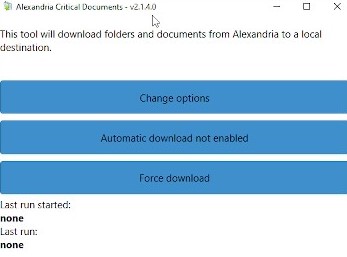 Alexandria Critical Documents - v2.1.4.0
This tool will download folders and documents from Alexandria to a local
destination.
Change options
Automatic download not enabled
Force download
Last run started:
none
Last run:
none